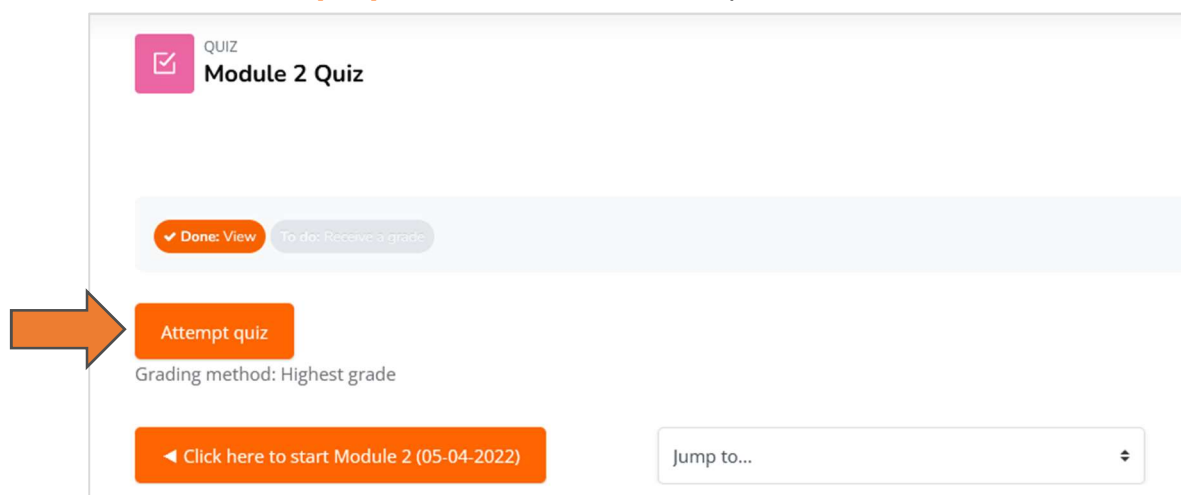 QUIZ
Module 2 Quiz
✔ Done: View To do: Receive a grade
Attempt quiz
Grading method: Highest grade
◀ Click here to start Module 2 (05-04-2022) Jump to...